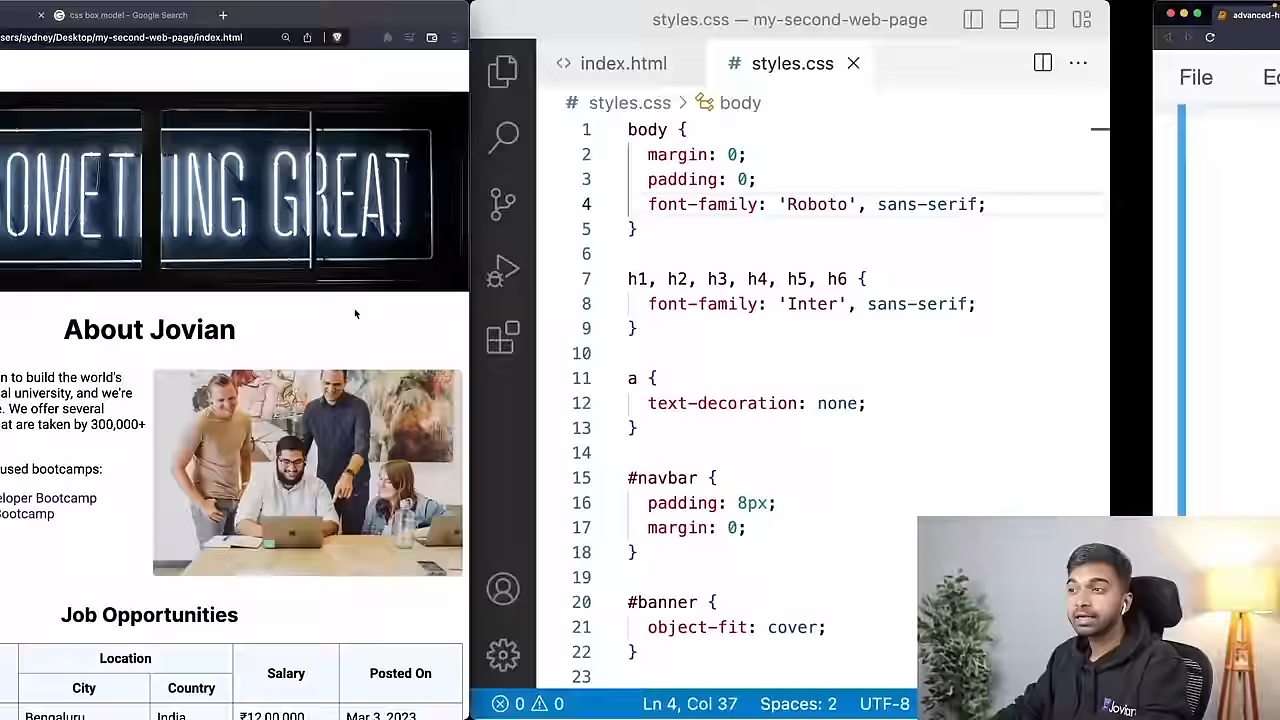 css box model - Google Search
ers/sydney/Desktop/my-second-web-page/index.html
OMETHING GREAT
About Jovian
n to build the world's
al university, and we're
. We offer several
at are taken by 300,000+
used bootcamps:
eloper Bootcamp
Bootcamp
Job Opportunities
Location
Salary
Posted On
City
Country
Bengaluru
India
₹12,00,000
Mar 3, 2023
styles.css — my-second-web-page
<> index.html
# styles.css
# styles.css > body
1 body {
2 margin: 0;
3 padding: 0;
4 font-family: 'Roboto', sans-serif;
5 }
6
7 h1, h2, h3, h4, h5, h6 {
8 font-family: 'Inter', sans-serif;
9 }
10
11 a {
12 text-decoration: none;
13 }
14
15 #navbar {
16 padding: 8px;
17 margin: 0;
18 }
19
20 #banner {
21 object-fit: cover;
22 }
23
0 0
Ln 4, Col 37
Spaces: 2
UTF-8
advanced-h
File
Ec
Jovian